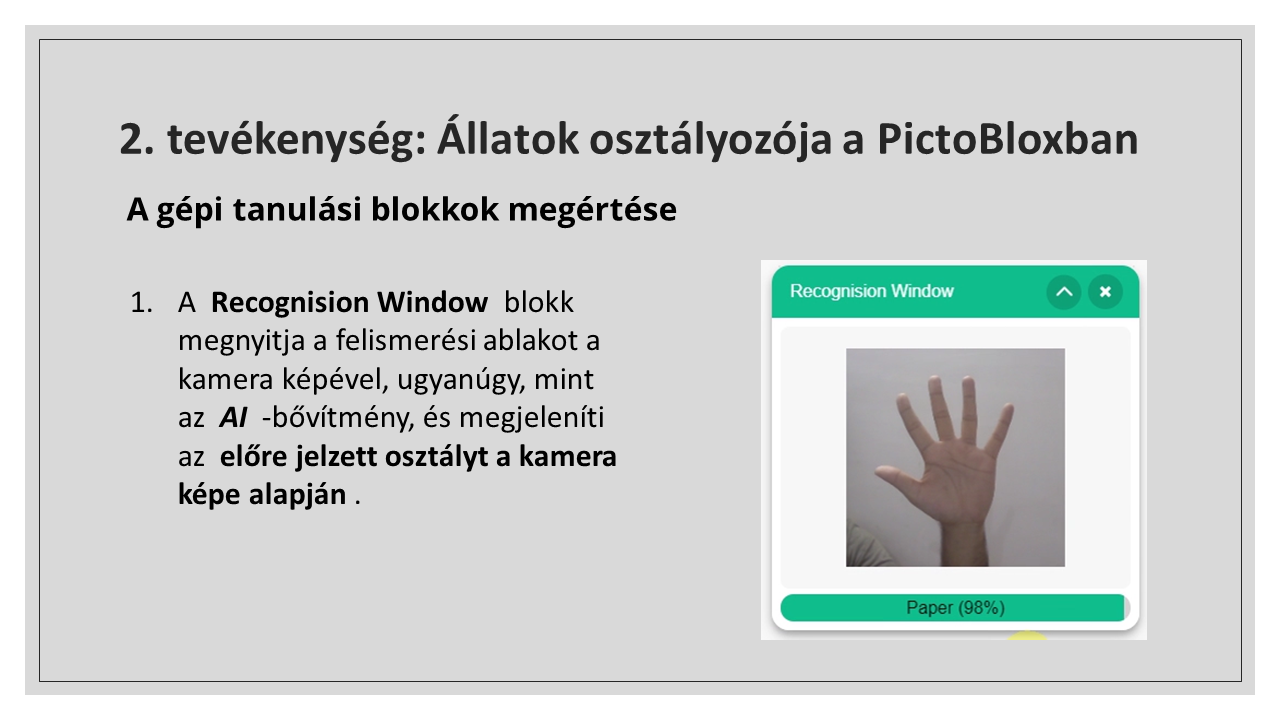 2. tevékenység: Állatok osztályozója a PictoBloxban
A gépi tanulási blokkok megértése
1. A Recognision Window blokk
megnyitja a felismerési ablakot a
kamera képével, ugyanúgy, mint
az AI -bővítmény, és megjeleníti
az előre jelzett osztályt a kamera
képe alapján .
Recognision Window
Paper (98%)